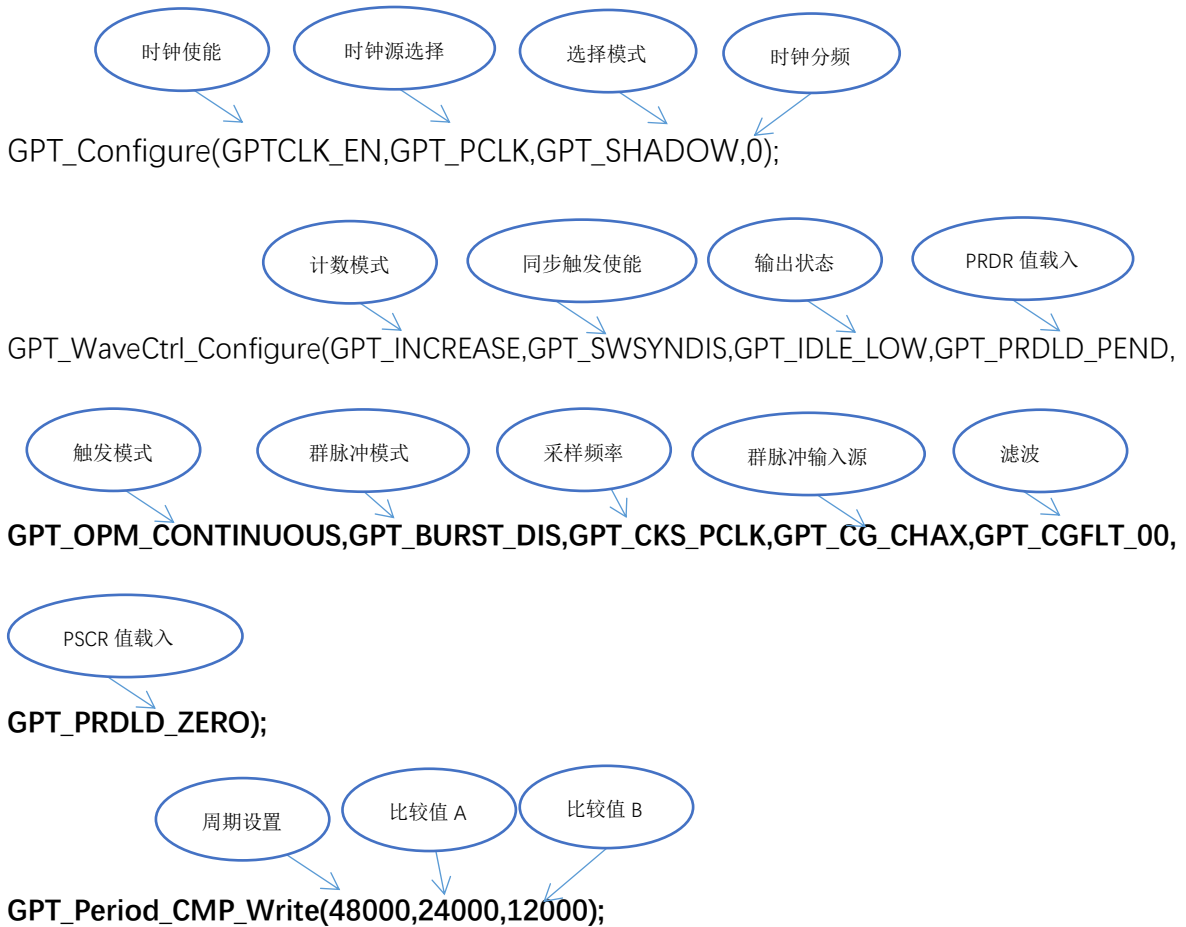 时钟使能 时钟源选择 选择模式 时钟分频
GPT_Configure(GPTCLK_EN,GPT_PCLK,GPT_SHADOW,0);
计数模式 同步触发使能 输出状态 PRDR 值载入
GPT_WaveCtrl_Configure(GPT_INCREASE,GPT_SWSYNDIS,GPT_IDLE_LOW,GPT_PRDLD_PEND,
触发模式 群脉冲模式 采样频率 群脉冲输入源 滤波
GPT_OPM_CONTINUOUS,GPT_BURST_DIS,GPT_CKS_PCLK,GPT_CG_CHAX,GPT_CGFLT_00,
PSCR 值载入
GPT_PRDLD_ZERO);
周期设置 比较值 A 比较值 B
GPT_Period_CMP_Write(48000,24000,12000);